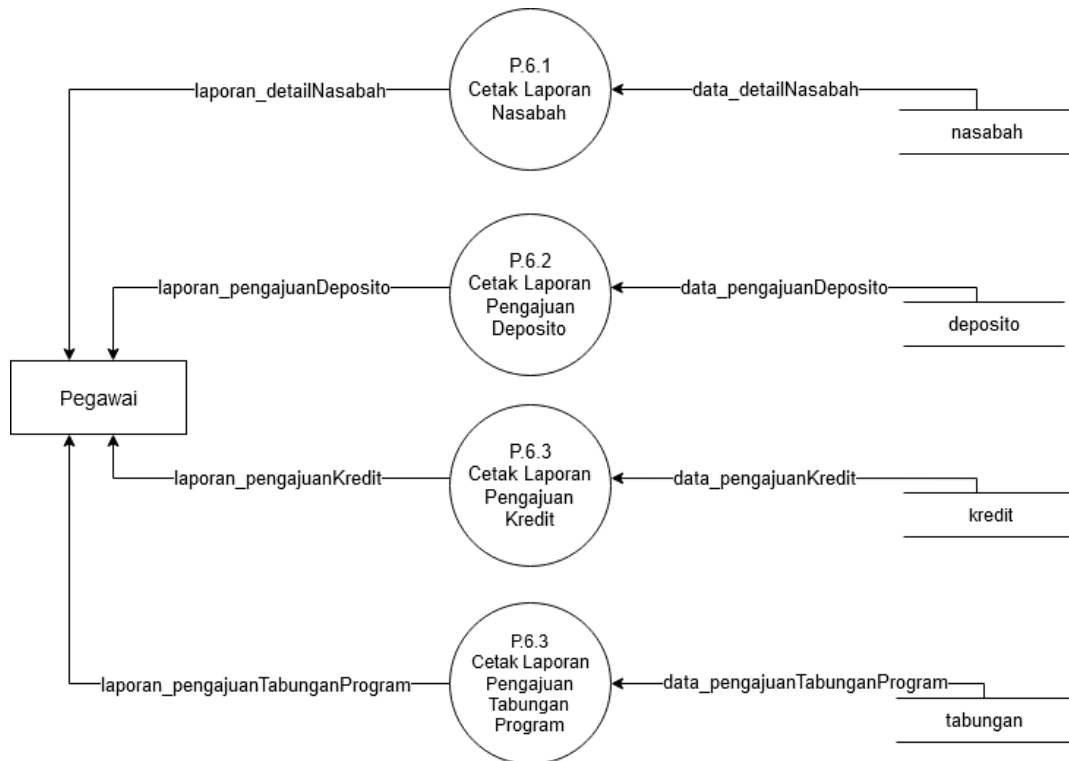 P.6.1
Cetak Laporan
Nasabah
laporan_detailNasabah
data_detailNasabah
nasabah
P.6.2
Cetak Laporan
Pengajuan
Deposito
laporan_pengajuanDeposito
data_pengajuanDeposito
deposito
Pegawai
P.6.3
Cetak Laporan
Pengajuan
Kredit
laporan_pengajuanKredit
data_pengajuanKredit
kredit
P.6.3
Cetak Laporan
Pengajuan
Tabungan
Program
laporan_pengajuanTabunganProgram
data_pengajuanTabunganProgram
tabungan